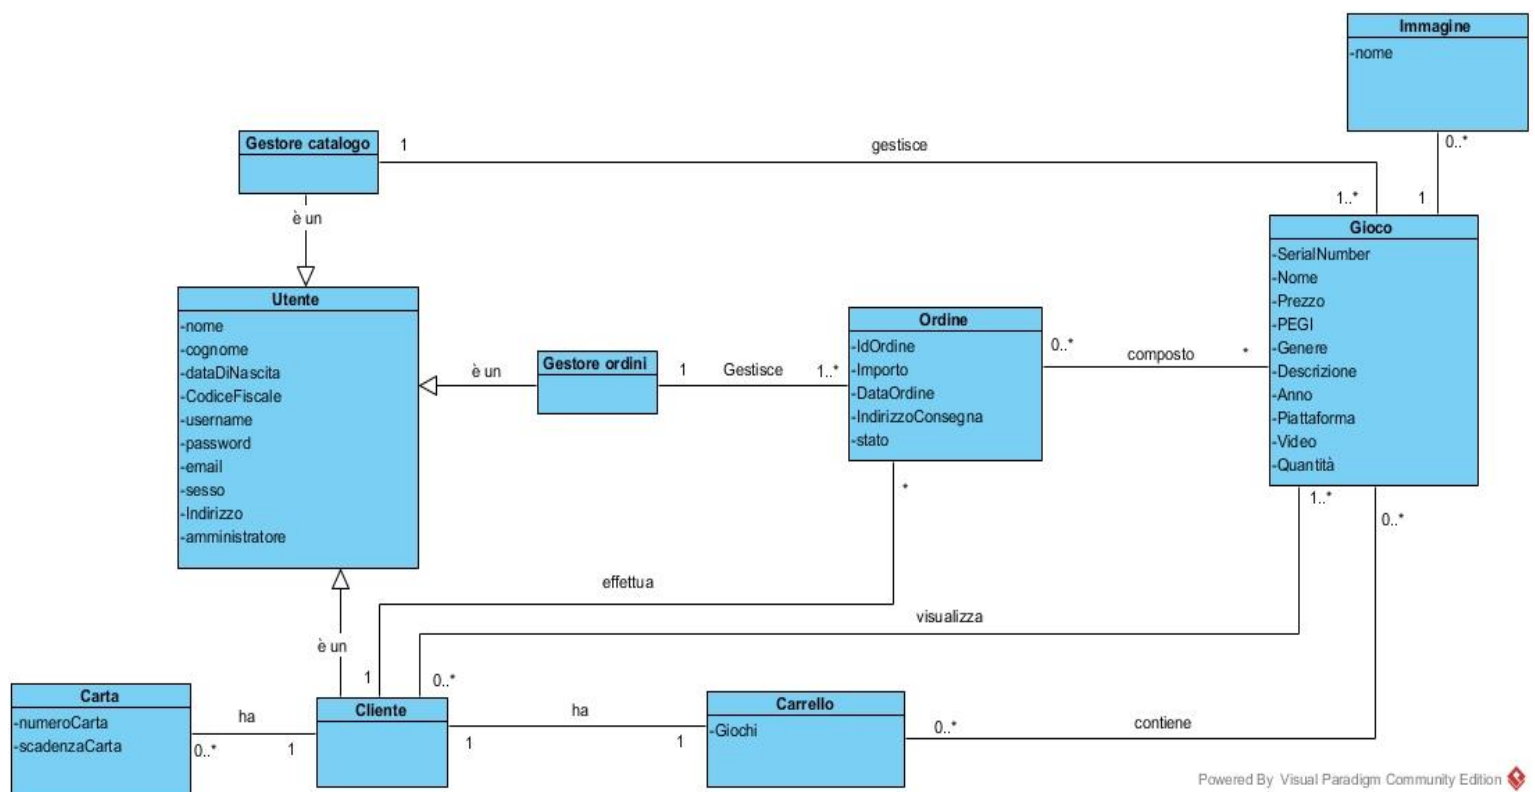 Immagine
-nome
0..*
Gestore catalogo
1
gestisce
1..*
1
è un
Gioco
-SerialNumber
-Nome
-Prezzo
-PEGI
-Genere
-Descrizione
-Anno
-Piattaforma
-Video
-Quantità
Utente
-nome
-cognome
-dataDiNascita
-CodiceFiscale
-username
-password
-email
-sesso
-Indirizzo
-amministratore
è un
Gestore ordini
1
Gestisce
1..*
Ordine
-IdOrdine
-Importo
-DataOrdine
-IndirizzoConsegna
-stato
0..*
composto
*
*
1..*
0..*
effettua
visualizza
è un
1
0..*
Carta
-numeroCarta
-scadenzaCarta
ha
0..*
1
Cliente
ha
1
1
Carrello
-Giochi
0..*
contiene
Powered By Visual Paradigm Community Edition